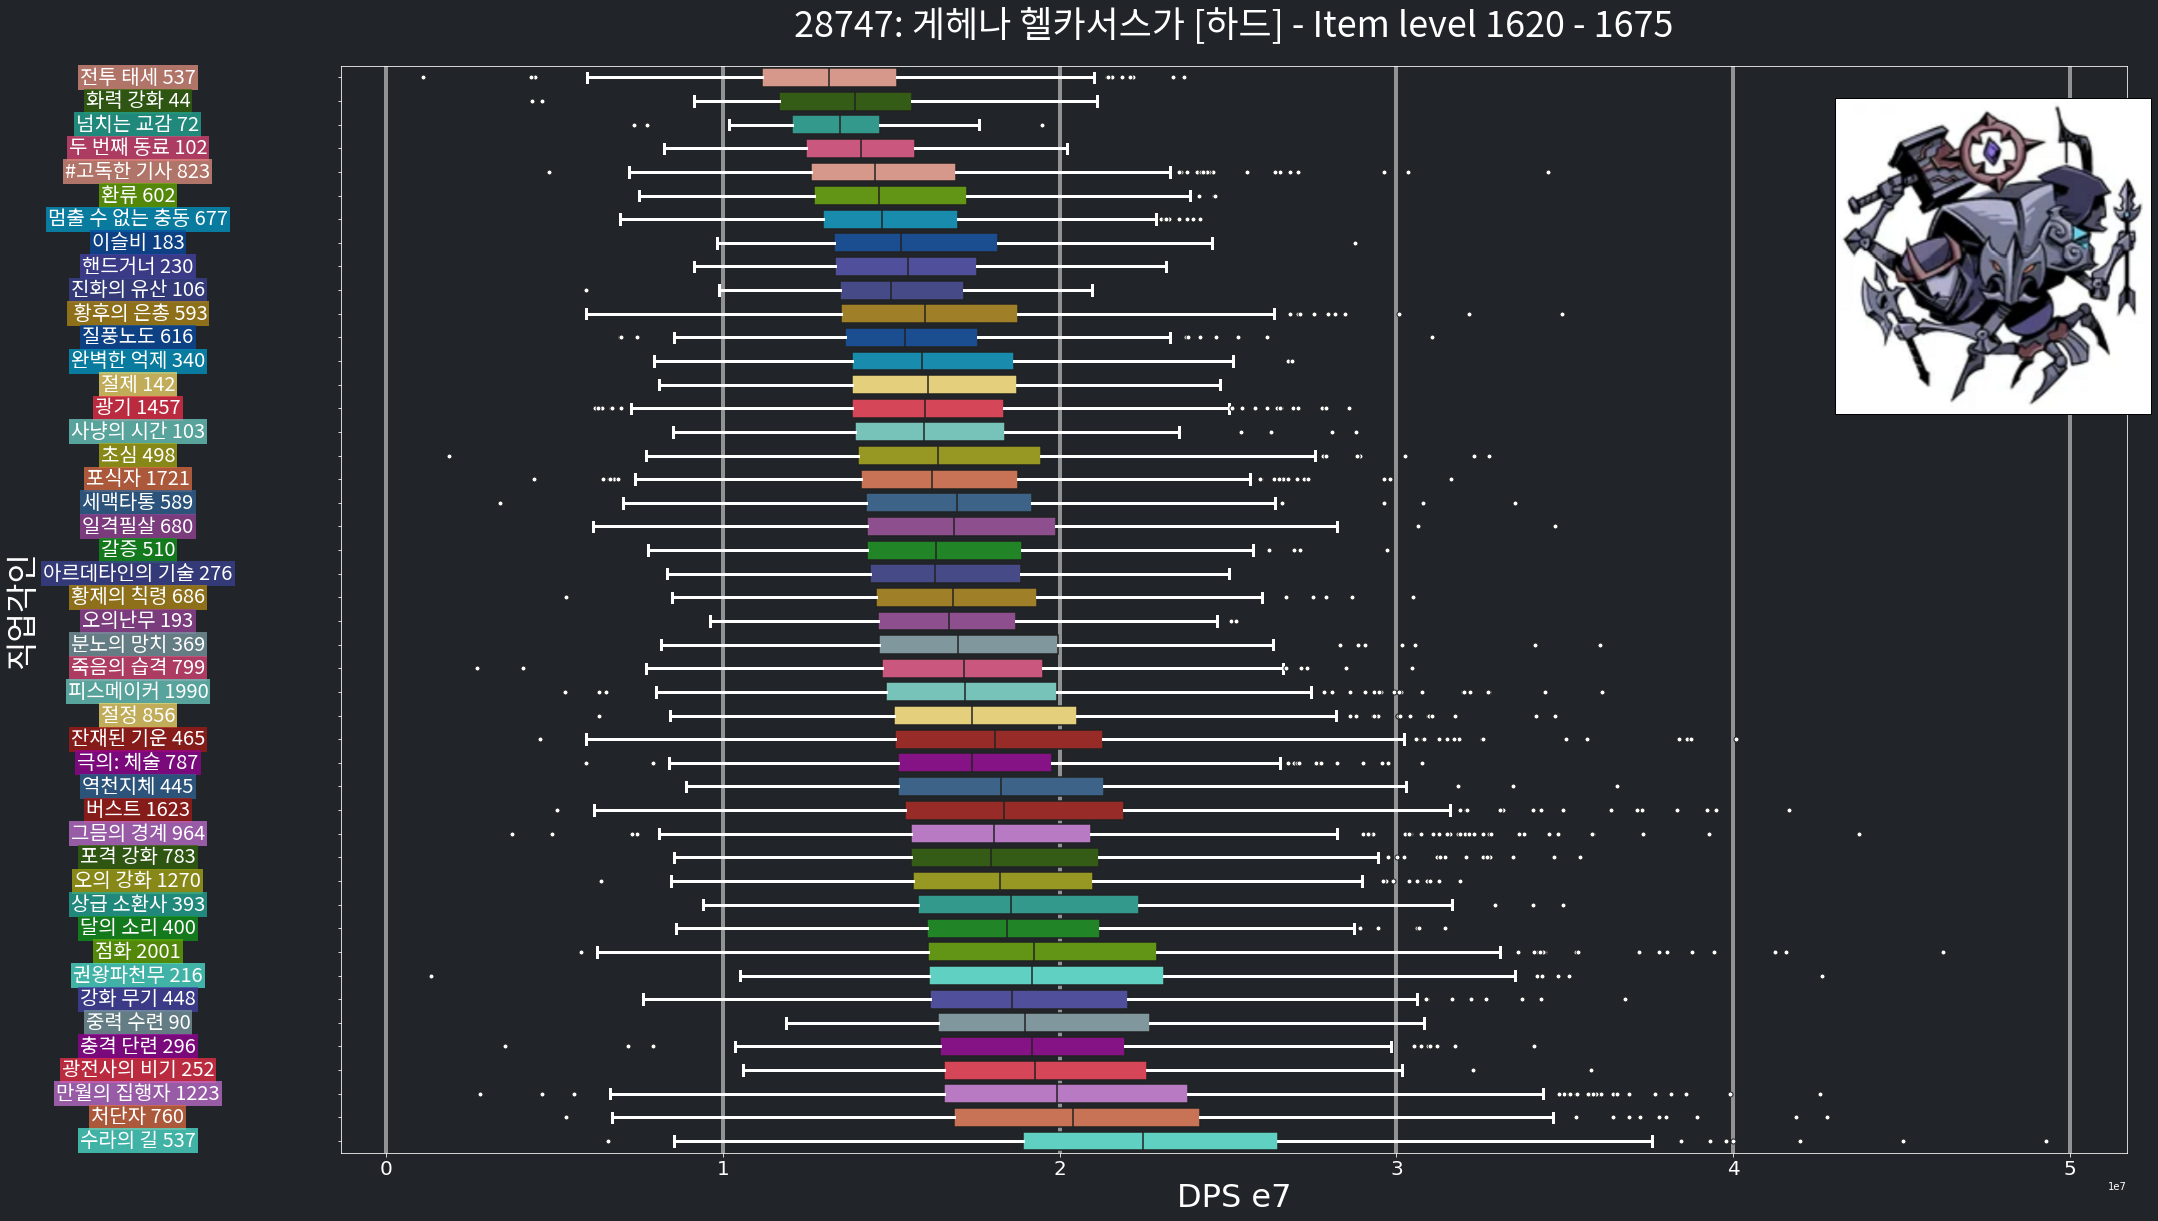 28747: 게헤나 헬카서스가 [하드] - Item level 1620 - 1675
전투 태세 537
화력 강화 44
넘치는 교감 72
두 번째 동료 102
#고독한 기사 823
환류 602
멈출 수 없는 충동 677
이슬비 183
핸드거너 230
진화의 유산 106
황후의 은총 593
질풍노도 616
완벽한 억제 340
절제 142
광기 1457
사냥의 시간 103
초심 498
포식자 1721
세맥타통 589
일격필살 680
갈증 510
아르데타인의 기술 276
황제의 칙령 686
오의난무 193
분노의 망치 369
죽음의 습격 799
피스메이커 1990
절정 856
잔재된 기운 465
극의: 체술 787
역천지체 445
버스트 1623
그믐의 경계 964
포격 강화 783
오의 강화 1270
상급 소환사 393
달의 소리 400
점화 2001
권왕파천무 216
강화 무기 448
중력 수련 90
충격 단련 296
광전사의 비기 252
만월의 집행자 1223
처단자 760
수라의 길 537
직업각인
0 1 2 3 4 5
DPS e7
1e7